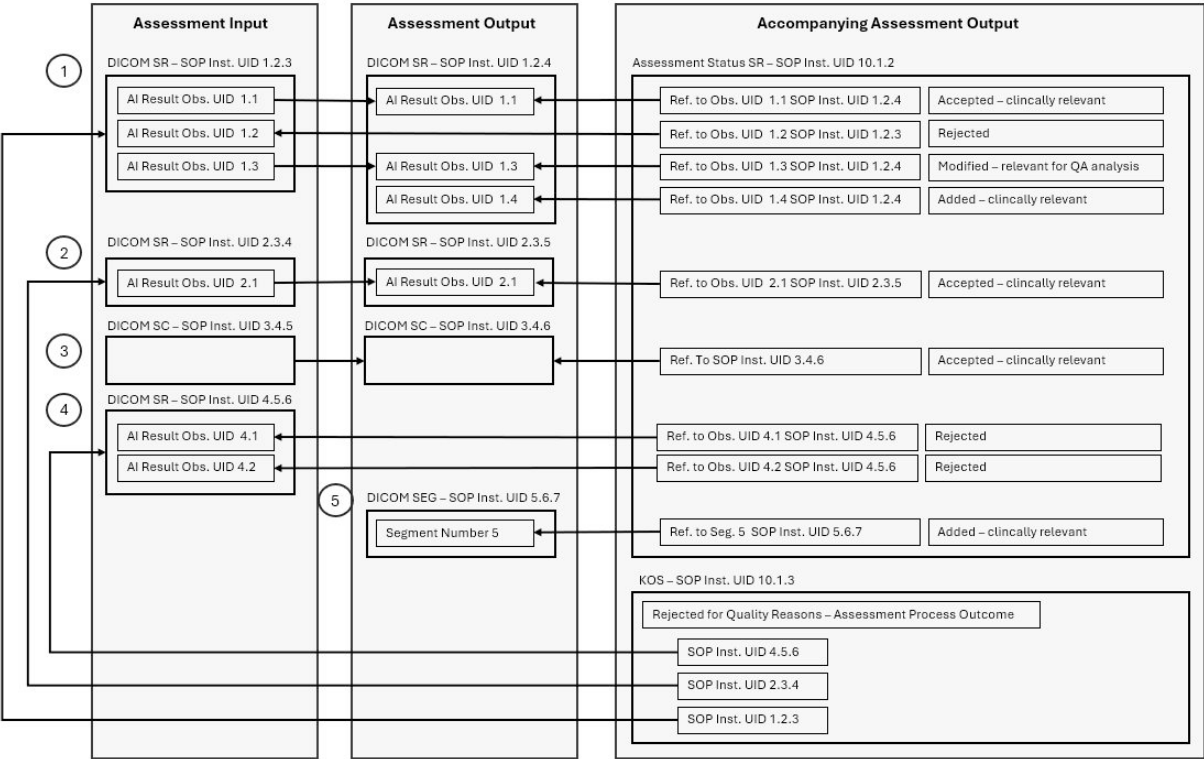 Assessment Input
Assessment Output
Accompanying Assessment Output
1
DICOM SR – SOP Inst. UID 1.2.3
DICOM SR – SOP Inst. UID 1.2.4
Assessment Status SR – SOP Inst. UID 10.1.2
AI Result Obs. UID 1.1
AI Result Obs. UID 1.1
Ref. to Obs. UID 1.1 SOP Inst. UID 1.2.4
Accepted – clincally relevant
AI Result Obs. UID 1.2
Ref. to Obs. UID 1.2 SOP Inst. UID 1.2.3
Rejected
AI Result Obs. UID 1.3
AI Result Obs. UID 1.3
Ref. to Obs. UID 1.3 SOP Inst. UID 1.2.4
Modified – relevant for QA analysis
AI Result Obs. UID 1.4
Ref. to Obs. UID 1.4 SOP Inst. UID 1.2.4
Added – clincally relevant
2
DICOM SR – SOP Inst. UID 2.3.4
DICOM SR – SOP Inst. UID 2.3.5
AI Result Obs. UID 2.1
AI Result Obs. UID 2.1
Ref. to Obs. UID 2.1 SOP Inst. UID 2.3.5
Accepted – clincally relevant
3
DICOM SC – SOP Inst. UID 3.4.5
DICOM SC – SOP Inst. UID 3.4.6
Ref. To SOP Inst. UID 3.4.6
Accepted – clincally relevant
4
DICOM SR – SOP Inst. UID 4.5.6
AI Result Obs. UID 4.1
Ref. to Obs. UID 4.1 SOP Inst. UID 4.5.6
Rejected
AI Result Obs. UID 4.2
Ref. to Obs. UID 4.2 SOP Inst. UID 4.5.6
Rejected
5
DICOM SEG – SOP Inst. UID 5.6.7
Segment Number 5
Ref. to Seg. 5 SOP Inst. UID 5.6.7
Added – clincally relevant
KOS – SOP Inst. UID 10.1.3
Rejected for Quality Reasons – Assessment Process Outcome
SOP Inst. UID 4.5.6
SOP Inst. UID 2.3.4
SOP Inst. UID 1.2.3